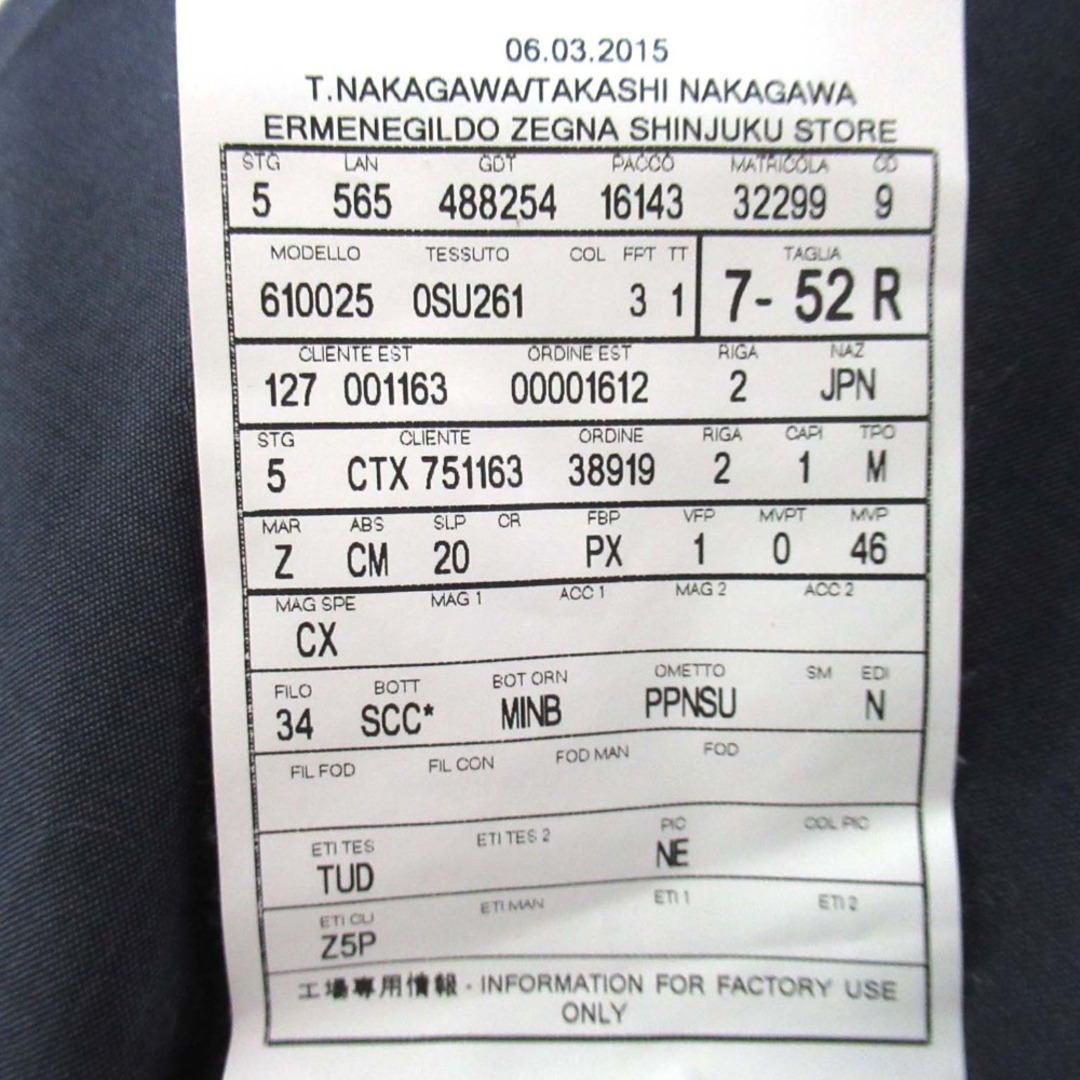 06.03.2015
T.NAKAGAWA/TAKASHI NAKAGAWA
ERMENEGILDO ZEGNA SHINJUKU STORE
STG LAN GDT PACCO MATRICOLA CD
5 565 488254 16143 32299 9
MODELLO TESSUTO COL FPT TT TAGLIA
610025 0SU261 3 1 7- 52 R
CLIENTE EST ORDINE EST RIGA NAZ
127 001163 00001612 2 JPN
STG CLIENTE ORDINE RIGA CAPI TPO
5 CTX 751163 38919 2 1 M
MAR ABS SLP CR FBP VFP MVPT MVP
Z CM 20 PX 1 0 46
MAG SPE MAG 1 ACC 1 MAG 2 ACC 2
CX
FILO BOTT BOT ORN OMETTO SM EDI
34 SCC* MINB PPNSU N
FIL FOD FIL CON FOD MAN FOD
ETI TES ETI TES 2 PIC COL PIC
TUD NE
ETI CU ETI MAN ETI 1 ETI 2
Z5P
工場専用情報 - INFORMATION FOR FACTORY USE
ONLY